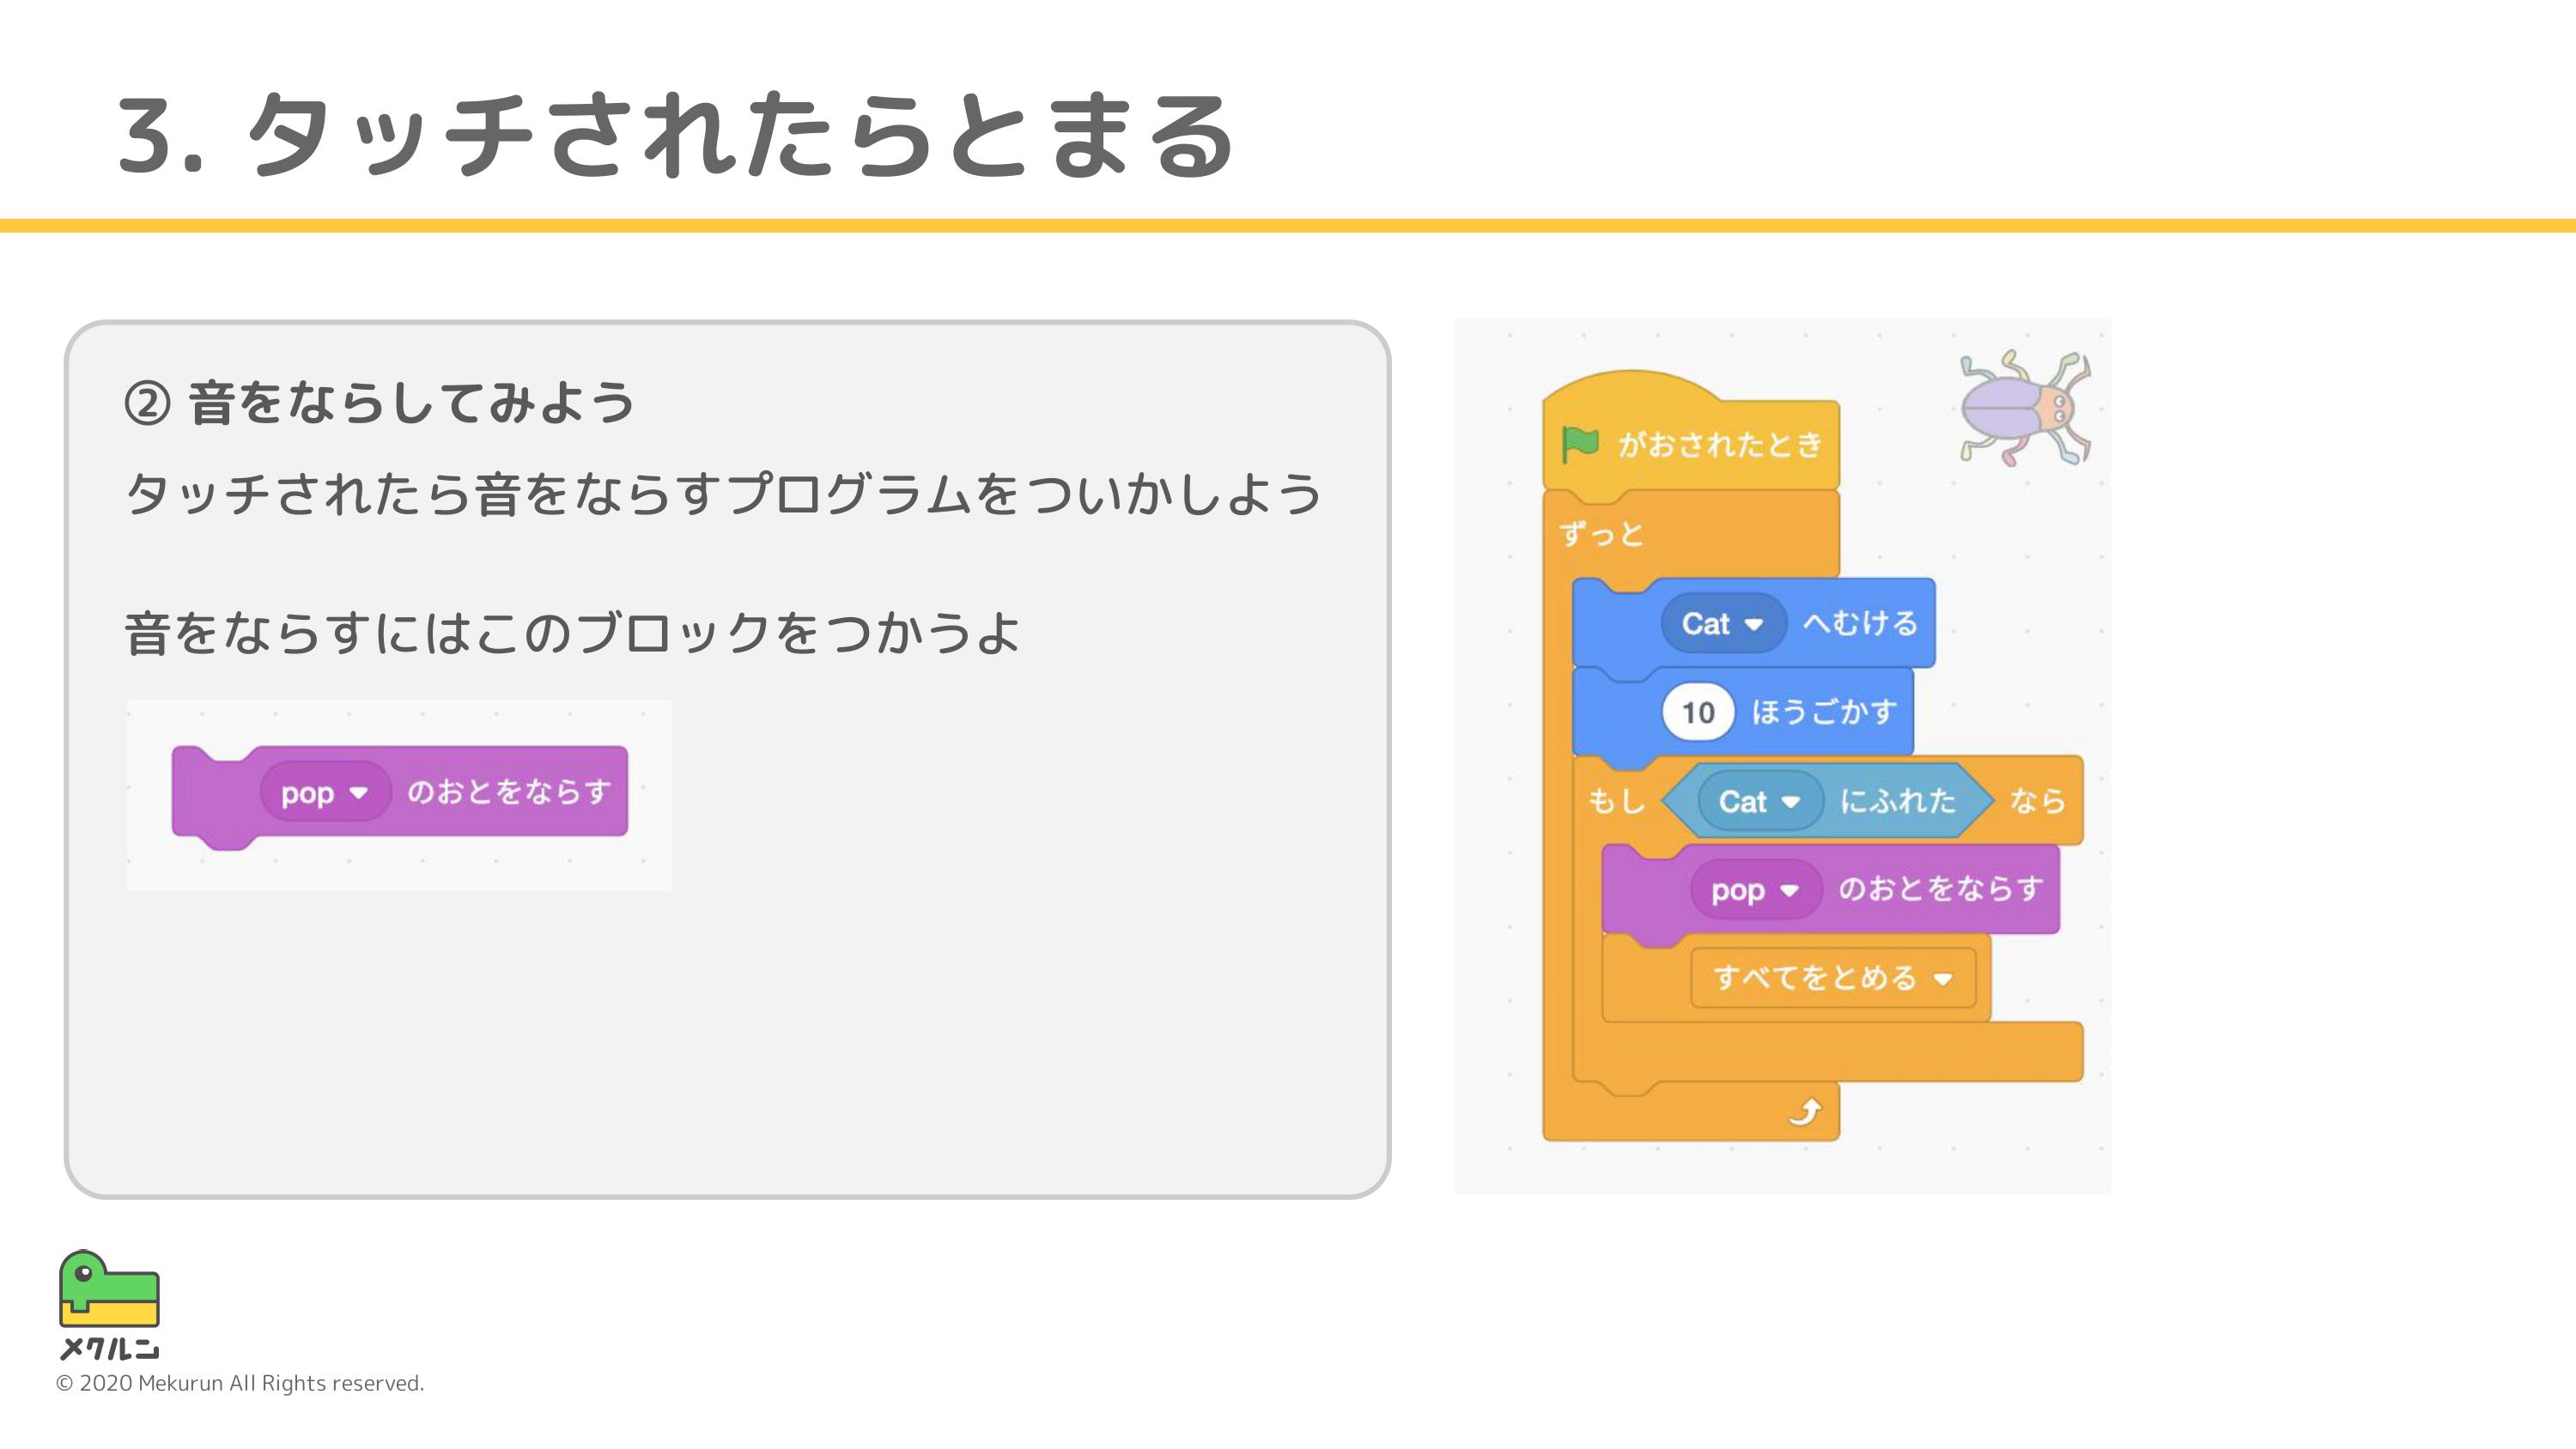 3. タッチされたらとまる
② 音をならしてみよう
タッチされたら音をならすプログラムをついかしよう
音をならすにはこのブロックをつかうよ
pop のおとをならす
がおされたとき
ずっと
Cat へむける
10 ほうごかす
もし Cat にふれた なら
pop のおとをならす
すべてをとめる
メクルン
© 2020 Mekurun All Rights reserved.